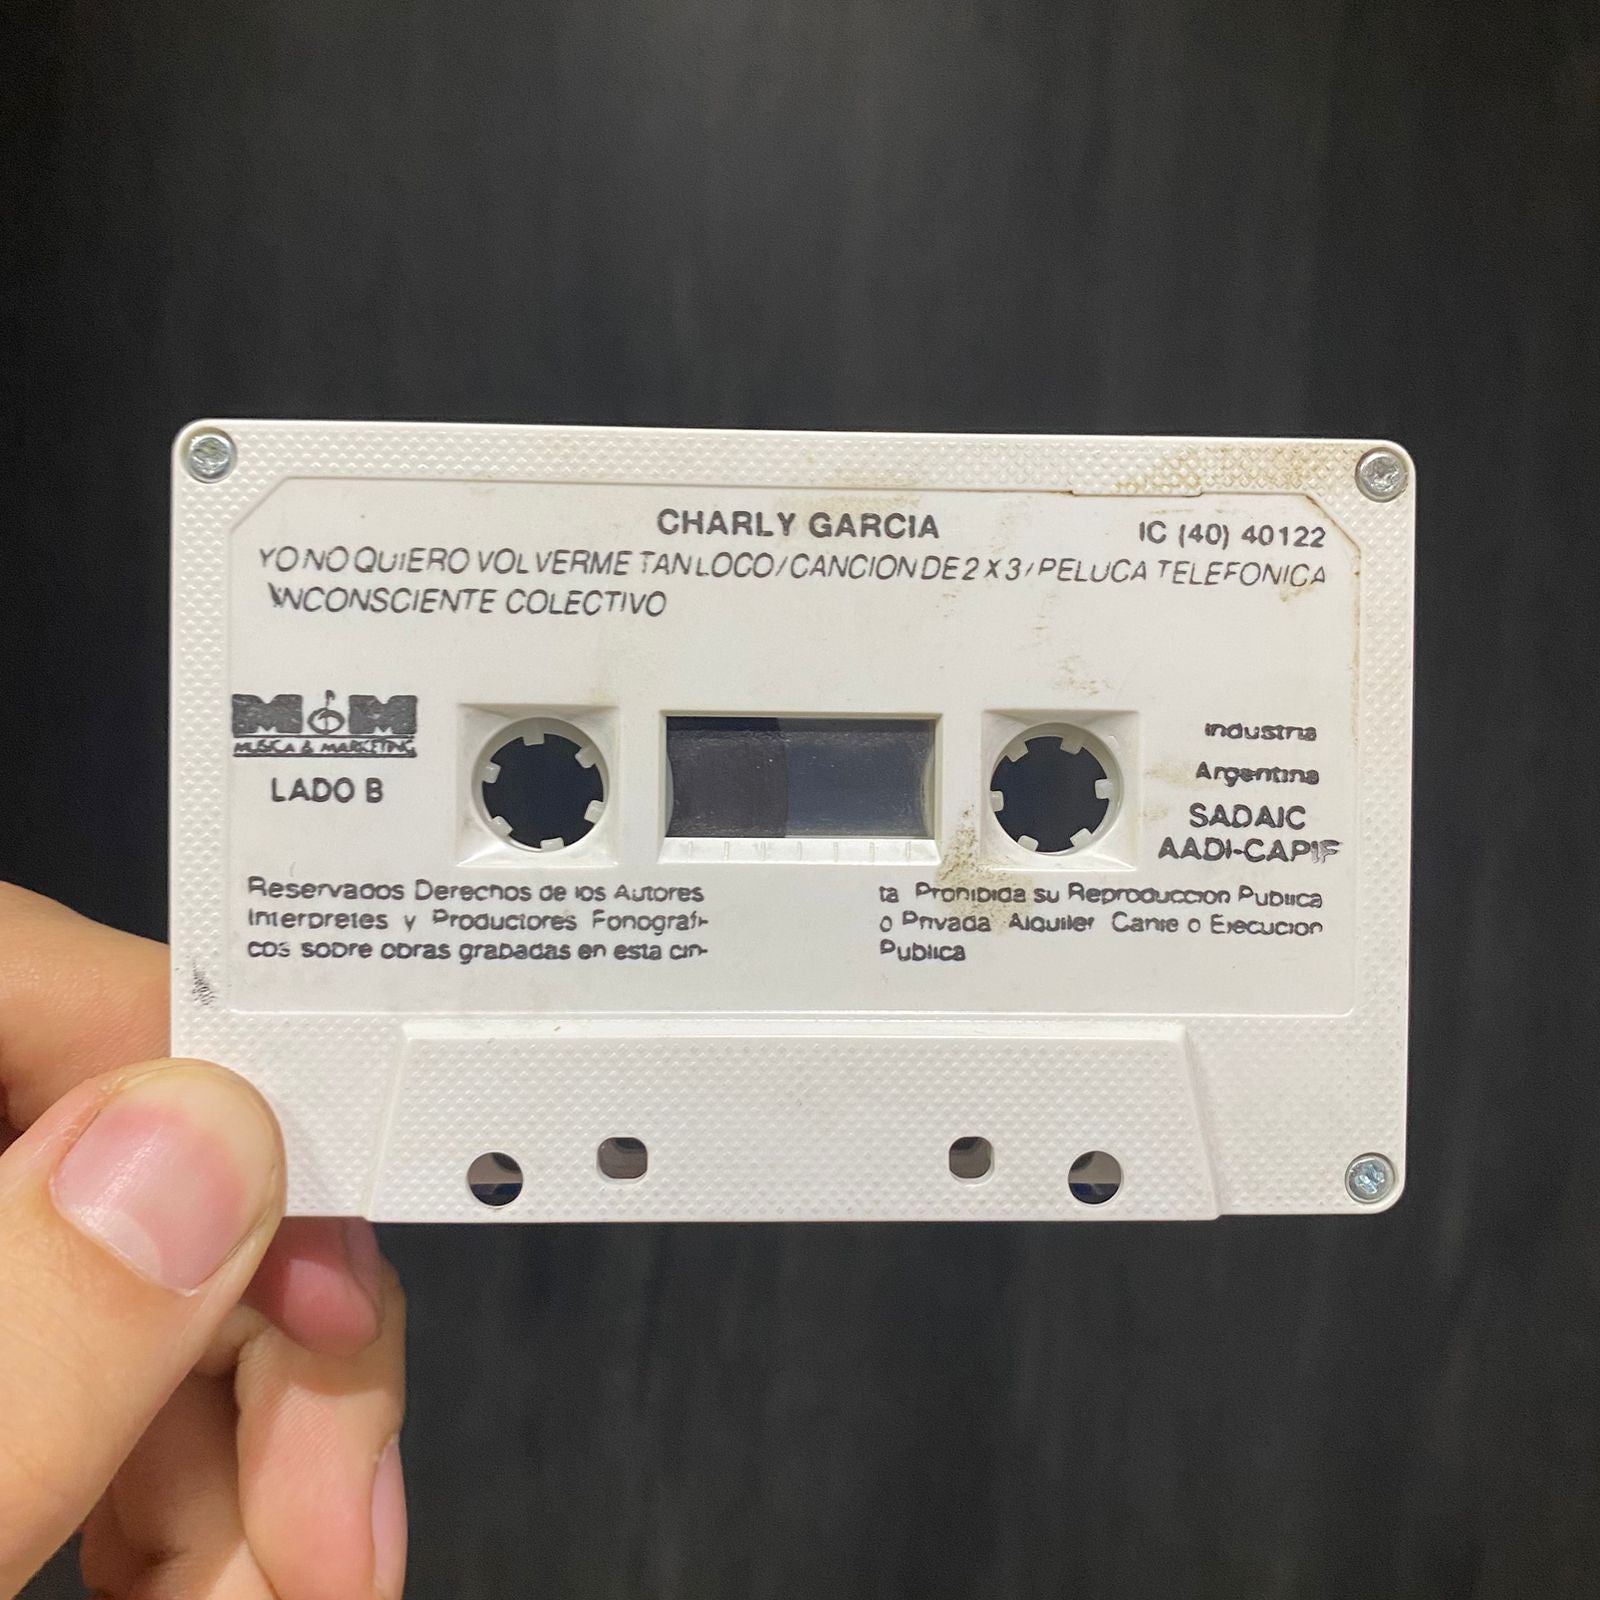 CHARLY GARCIA
IC (40) 40122
YO NO QUIERO VOLVERME TAN LOCO/CANCION DE 2 X 3/PELUCA TELEFONICA
INCONSCIENTE COLECTIVO
M&M
MUSICA & MARKETING
LADO B
Industria
Argentina
SADAIC
AADI-CAPIF
Reservados Derechos de los Autores
Interpretes y Productores Fonografi-
cos sobre obras grabadas en esta cin-
ta Prohibida su Reproduccion Publica
o Privada Alquiler Canje o Ejecucion
Publica